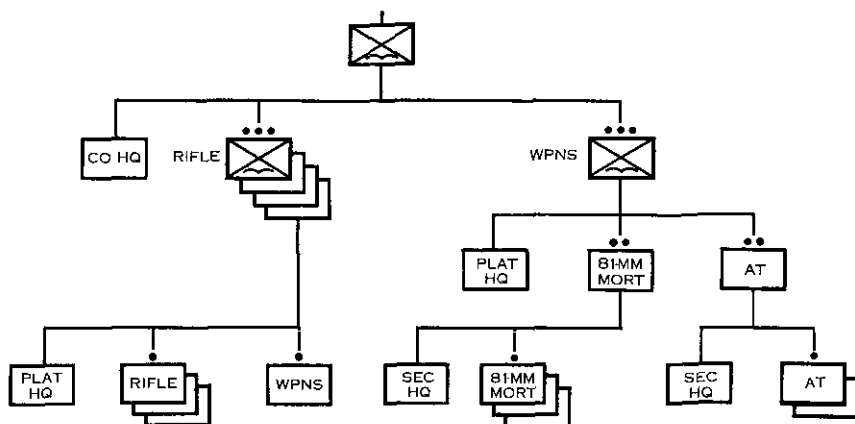 CO HQ
RIFLE
WPNS
PLAT
HQ
81-MM
MORT
AT
PLAT
HQ
RIFLE
WPNS
SEC
HQ
81-MM
MORT
SEC
HQ
AT